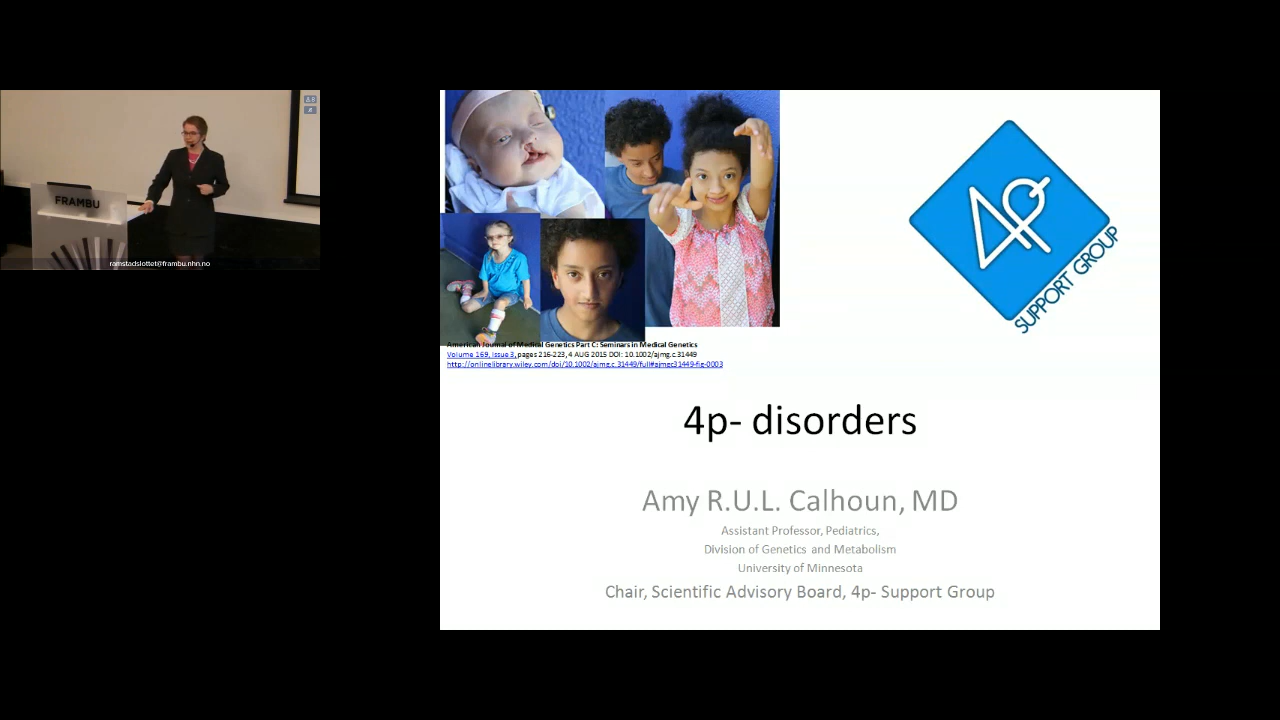 FRAMBU
ramstadslottet@frambu.nhn.no
4P
SUPPORT GROUP
American Journal of Medical Genetics Part C: Seminars in Medical Genetics
Volume 169, Issue 3, pages 216-223, 4 AUG 2015 DOI: 10.1002/ajmg.c.31449
http://onlinelibrary.wiley.com/doi/10.1002/ajmg.c.31449/full#ajmgc31449-fig-0003
4p- disorders
Amy R.U.L. Calhoun, MD
Assistant Professor, Pediatrics,
Division of Genetics and Metabolism
University of Minnesota
Chair, Scientific Advisory Board, 4p- Support Group